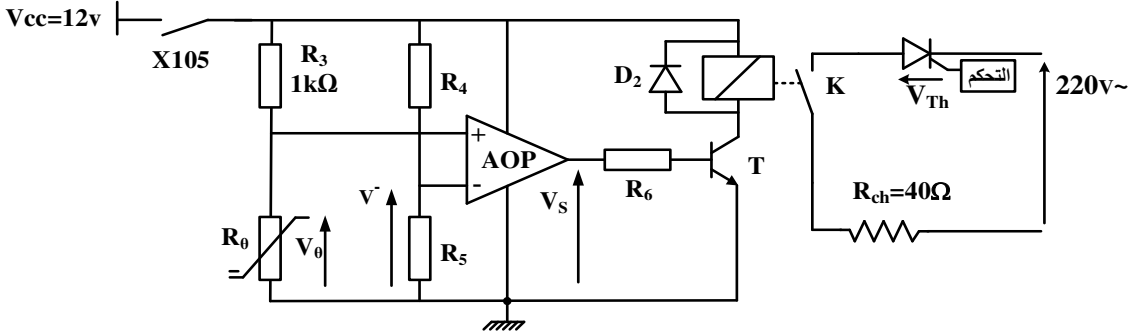 Vcc=12v
X105
R3
1kΩ
R4
D2
K
التحكم
VTh
220v~
+
AOP
-
T
R6
VS
V-
Rch=40Ω
Rθ
=
Vθ
R5